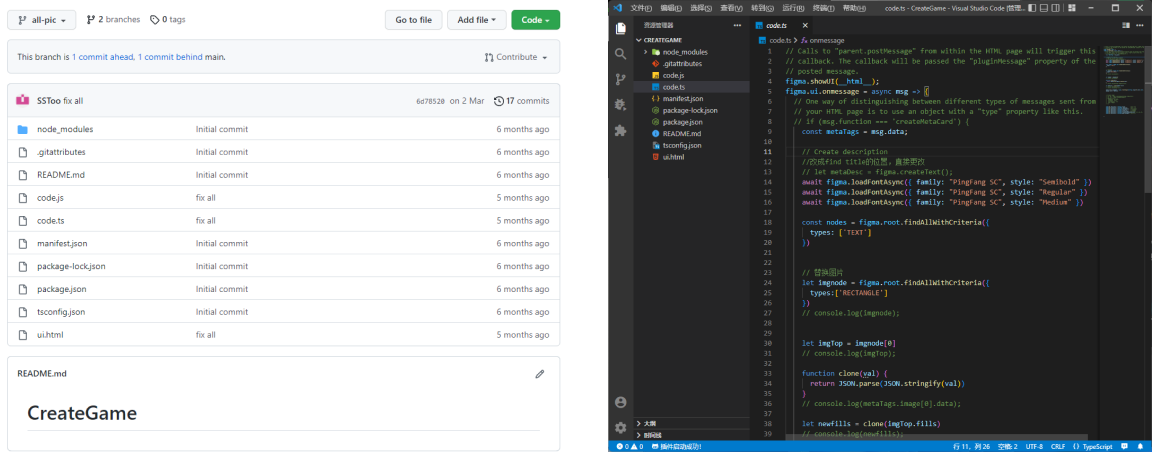 all-pic
2 branches
0 tags
Go to file
Add file
Code
This branch is 1 commit ahead, 1 commit behind main.
Contribute
SSToo fix all
6d78520 on 2 Mar
17 commits
node_modules Initial commit 6 months ago
.gitattributes Initial commit 6 months ago
README.md Initial commit 6 months ago
code.js fix all 5 months ago
code.ts fix all 5 months ago
manifest.json Initial commit 6 months ago
package-lock.json Initial commit 6 months ago
package.json Initial commit 6 months ago
tsconfig.json Initial commit 6 months ago
ui.html fix all 5 months ago
README.md
CreateGame
文件(F) 编辑(E) 选择(S) 查看(V) 转到(G) 运行(R) 终端(T) 帮助(H) code.ts - CreateGame - Visual Studio Code [管理...
资源管理器
CREATEGAME
node_modules
.gitattributes
code.js
code.ts
manifest.json
package-lock.json
package.json
README.md
tsconfig.json
ui.html
大纲
时间线
code.ts
code.ts > onmessage
1 // Calls to "parent.postMessage" from within the HTML page will trigger this
2 // callback. The callback will be passed the "pluginMessage" property of the
3 // posted message.
4 figma.showUI(__html__);
5 figma.ui.onmessage = async msg => {
6 // One way of distinguishing between different types of messages sent from
7 // your HTML page is to use an object with a "type" property like this.
8 // if (msg.function === 'createMetaCard') {
9 const metaTags = msg.data;
10
11 // Create description
12 //改成find title的位置，直接更改
13 // let metaDesc = figma.createText();
14 await figma.loadFontAsync({ family: "PingFang SC", style: "Semibold" })
15 await figma.loadFontAsync({ family: "PingFang SC", style: "Regular" })
16 await figma.loadFontAsync({ family: "PingFang SC", style: "Medium" })
17
18 const nodes = figma.root.findAllWithCriteria({
19 types: ['TEXT']
20 })
21
22
23 // 替换图片
24 let imgnode = figma.root.findAllWithCriteria({
25 types:['RECTANGLE']
26 })
27 // console.log(imgnode);
28
29
30 let imgTop = imgnode[0]
31 // console.log(imgTop);
32
33 function clone(val) {
34 return JSON.parse(JSON.stringify(val))
35 }
36 // console.log(metaTags.image[0].data);
37
38 let newfills = clone(imgTop.fills)
39 // console.log(newfills);
0 0 插件启动成功!
行 11，列 26 空格: 2 UTF-8 CRLF TypeScript